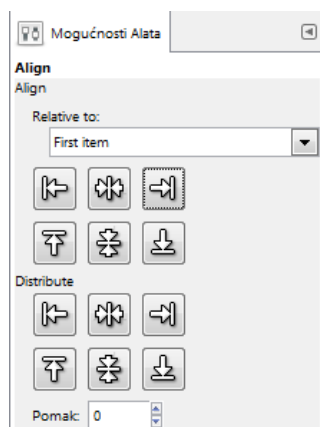 Mogućnosti Alata
Align
Align
Relative to:
First item
Distribute
Pomak: 0